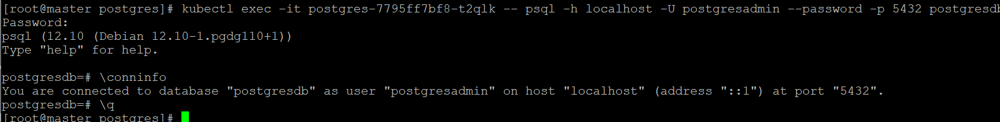 [root@master postgres]# kubectl exec -it postgres-7795ff7bf8-t2qlk -- psql -h localhost -U postgresadmin --password -p 5432 postgresdb
Password:
psql (12.10 (Debian 12.10-1.pgdg110+1))
Type "help" for help.
postgresdb=# \conninfo
You are connected to database "postgresdb" as user "postgresadmin" on host "localhost" (address "::1") at port "5432".
postgresdb=# \q
[root@master postgres]#